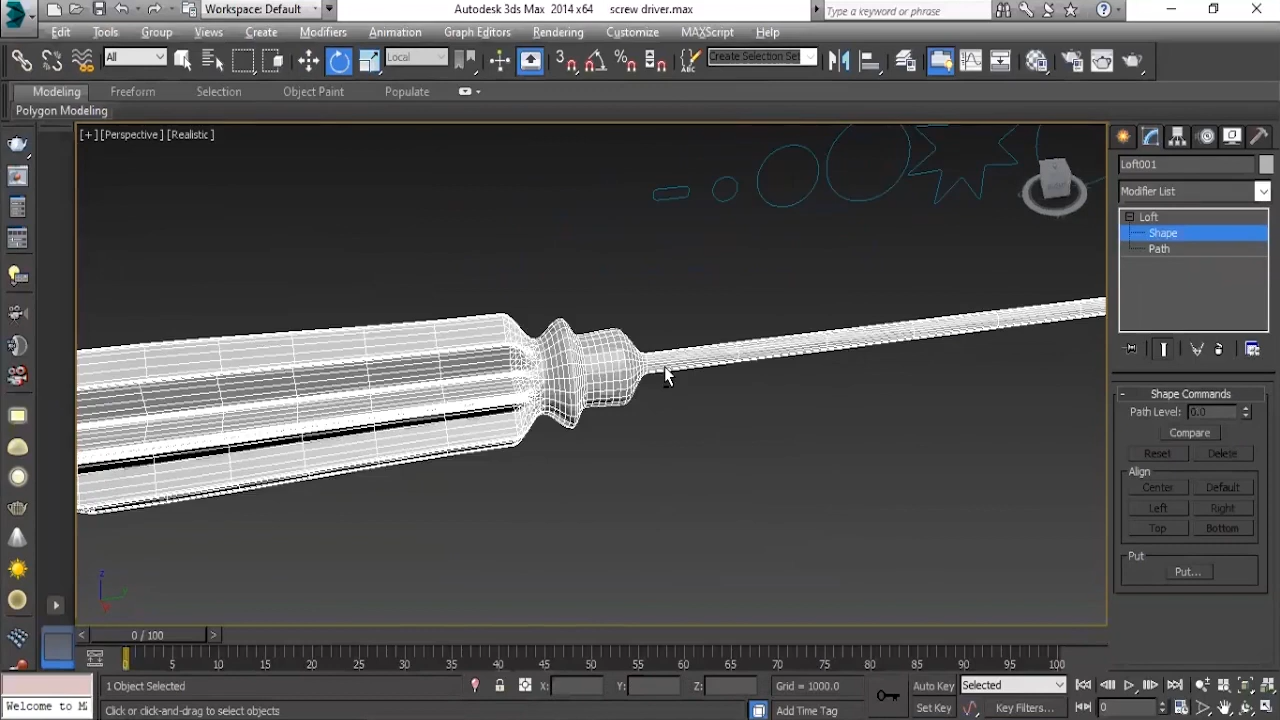 Workspace: Default
Autodesk 3ds Max 2014 x64
screw driver.max
Type a keyword or phrase
Edit
Tools
Group
Views
Create
Modifiers
Animation
Graph Editors
Rendering
Customize
MAXScript
Help
All
Local
Create Selection Set
Modeling
Freeform
Selection
Object Paint
Populate
Polygon Modeling
[+] [Perspective] [Realistic]
Loft001
Modifier List
Loft
Shape
Path
- Shape Commands
Path Level: 0.0
Compare
Reset
Delete
Align
Center
Default
Left
Right
Top
Bottom
Put
Put...
z
0 / 100
0 5 10 15 20 25 30 35 40 45 50 55 60 65 70 75 80 85 90 95 100
1 Object Selected
X:
Y:
Z:
Grid = 1000.0
Auto Key
Selected
Welcome to M
Click or click-and-drag to select objects
Add Time Tag
Set Key
Key Filters...
0